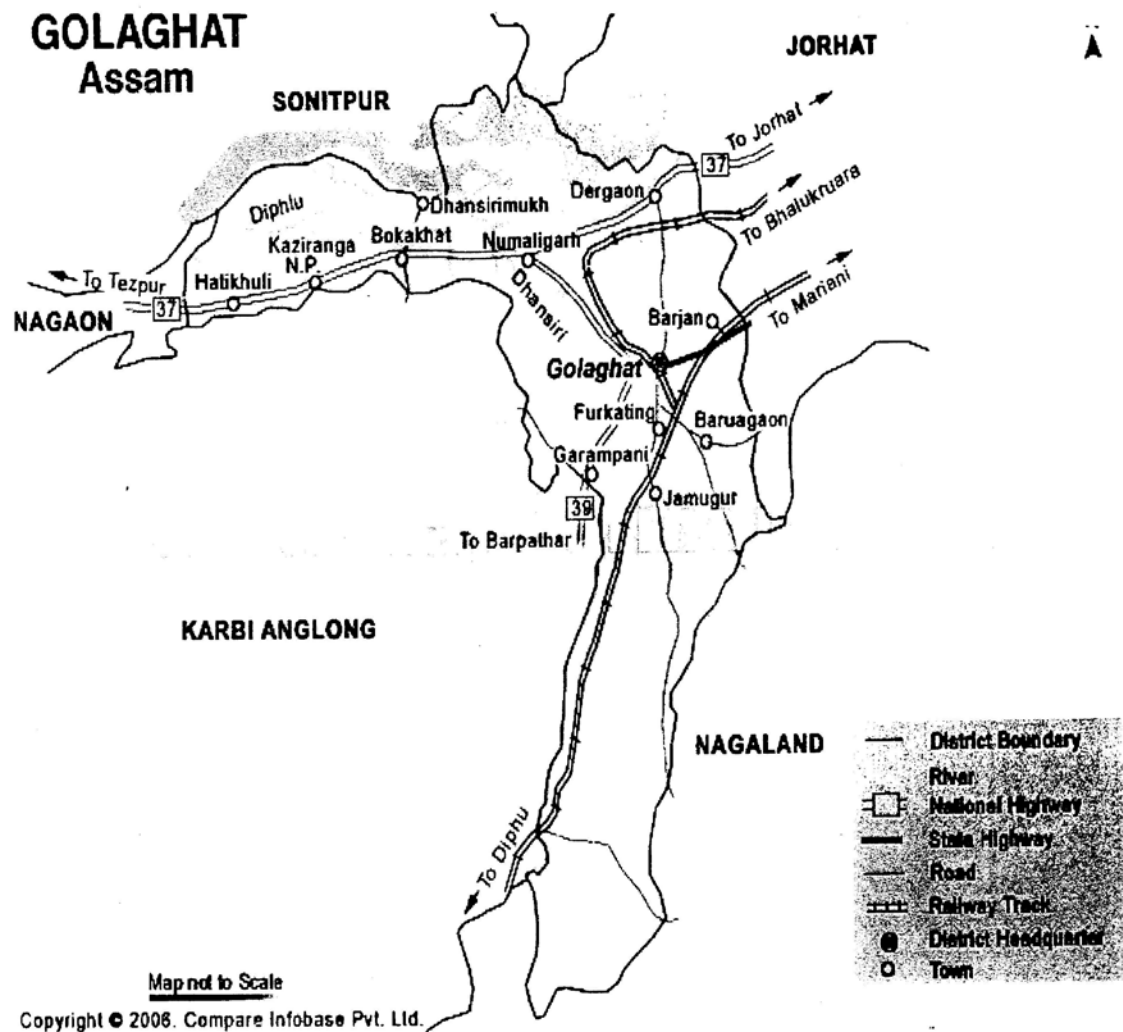 GOLAGHAT
Assam
JORHAT
SONITPUR
To Jorhat
37
Dergaon
To Bhalukruara
Dhansirimukh
Diphlu
Bokakhat
Numaligarh
Kaziranga
N.P.
To Tezpur
Hatikhuli
37
NAGAON
Dhansiri
To Mariani
Barjan
Golaghat
Furkating
Baruagaon
Garampani
Jamugur
39
To Barpathar
KARBI ANGLONG
NAGALAND
To Diphu
District Boundary
River
National Highway
State Highway
Road
Railway Track
District Headquarter
Town
Map not to Scale
Copyright © 2006. Compare Infobase Pvt. Ltd.